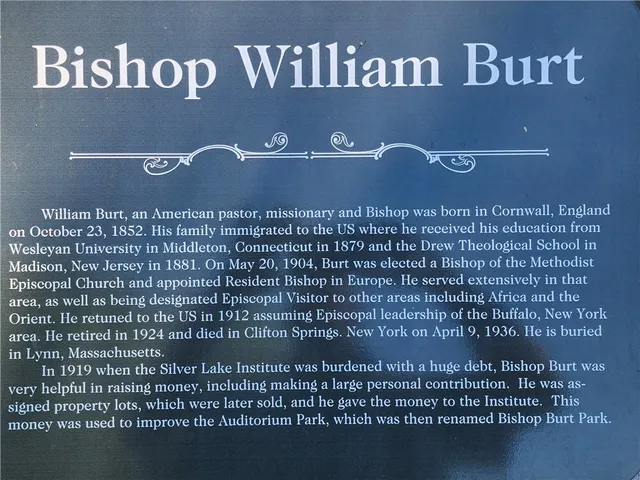 Bishop William Burt
William Burt, an American pastor, missionary and Bishop was born in Cornwall, England
on October 23, 1852. His family immigrated to the US where he received his education from
Wesleyan University in Middleton, Connecticut in 1879 and the Drew Theological School in
Madison, New Jersey in 1881. On May 20, 1904, Burt was elected a Bishop of the Methodist
Episcopal Church and appointed Resident Bishop in Europe. He served extensively in that
area, as well as being designated Episcopal Visitor to other areas including Africa and the
Orient. He retuned to the US in 1912 assuming Episcopal leadership of the Buffalo, New York
area. He retired in 1924 and died in Clifton Springs. New York on April 9, 1936. He is buried
in Lynn, Massachusetts.
In 1919 when the Silver Lake Institute was burdened with a huge debt, Bishop Burt was
very helpful in raising money, including making a large personal contribution. He was as-
signed property lots, which were later sold, and he gave the money to the Institute. This
money was used to improve the Auditorium Park, which was then renamed Bishop Burt Park.